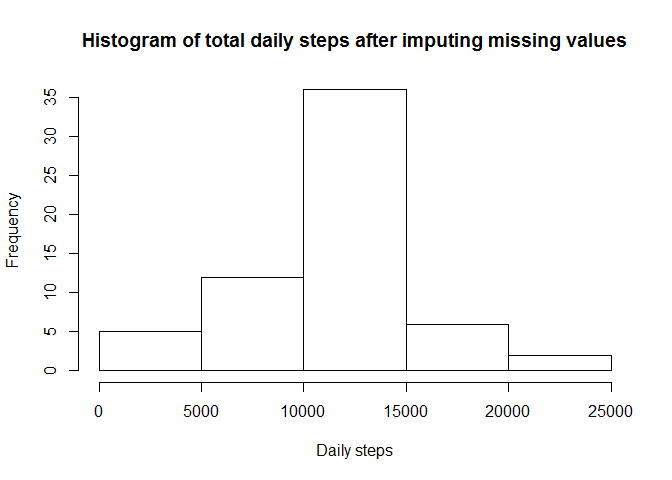 Histogram of total daily steps after imputing missing values
Frequency
35
30
25
20
15
10
5
0
0 5000 10000 15000 20000 25000
Daily steps